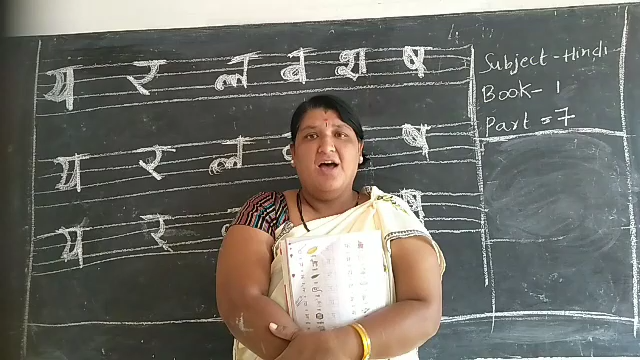 य र ल व श ष
Subject-Hindi
Book-1
Part=7
य र ल ष
य र